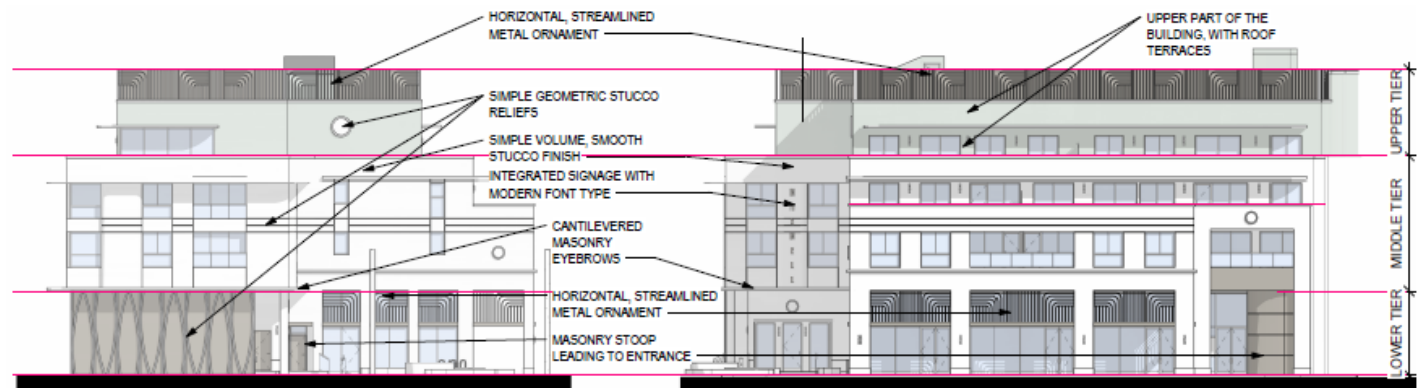 HORIZONTAL, STREAMLINED
METAL ORNAMENT
UPPER PART OF THE
BUILDING, WITH ROOF
TERRACES
SIMPLE GEOMETRIC STUCCO
RELIEFS
SIMPLE VOLUME, SMOOTH
STUCCO FINISH
INTEGRATED SIGNAGE WITH
MODERN FONT TYPE
CANTILEVERED
MASONRY
EYEBROWS
HORIZONTAL, STREAMLINED
METAL ORNAMENT
MASONRY STOOP
LEADING TO ENTRANCE
UPPER TIER
MIDDLE TIER
LOWER TIER